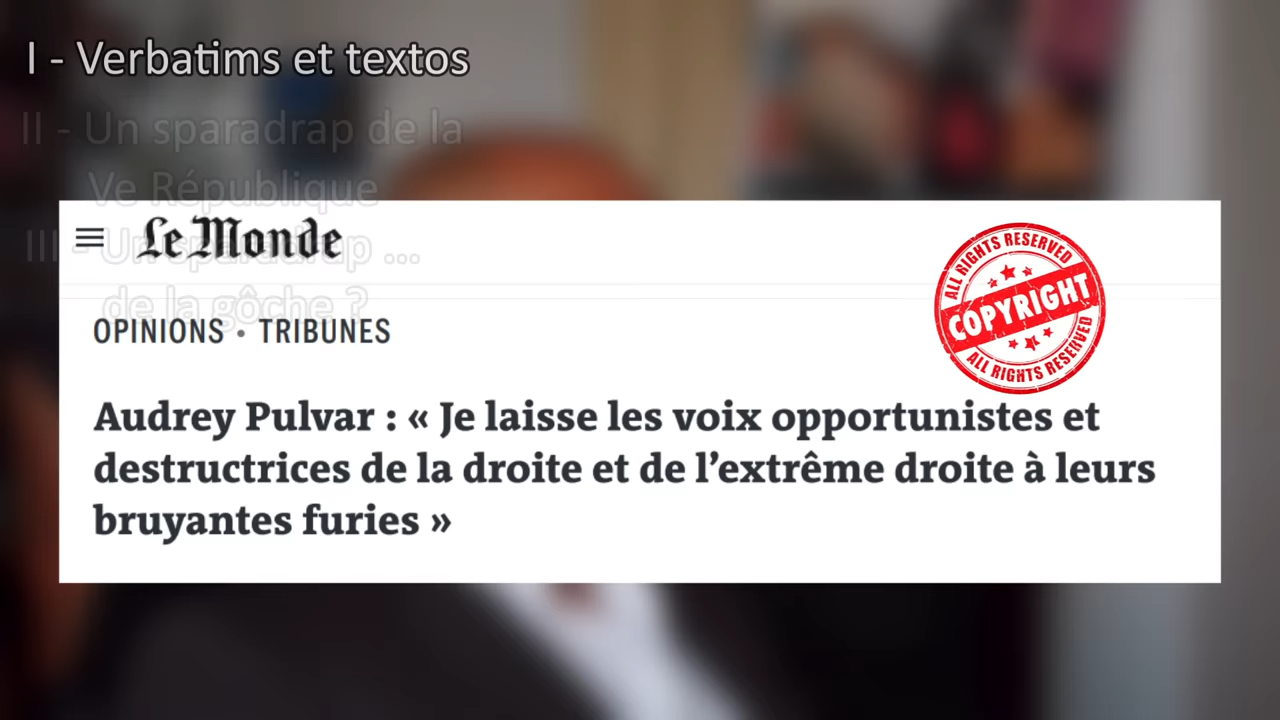 I - Verbatims et textos
II - Un sparadrap de la
Ve République
III - Un sparadrap ...
de la gôche ?
Le Monde
OPINIONS • TRIBUNES
ALL RIGHTS RESERVED
COPYRIGHT
ALL RIGHTS RESERVED
Audrey Pulvar : « Je laisse les voix opportunistes et
destructrices de la droite et de l’extrême droite à leurs
bruyantes furies »